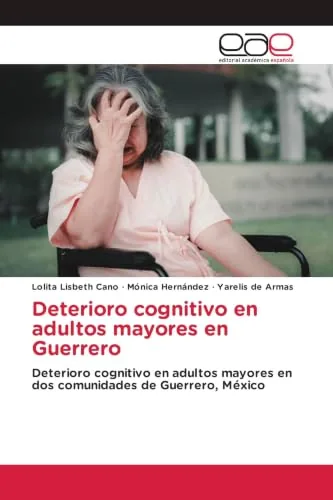 eae
editorial académica española
Lolita Lisbeth Cano · Mónica Hernández · Yarelis de Armas
Deterioro cognitivo en
adultos mayores en
Guerrero
Deterioro cognitivo en adultos mayores en
dos comunidades de Guerrero, México